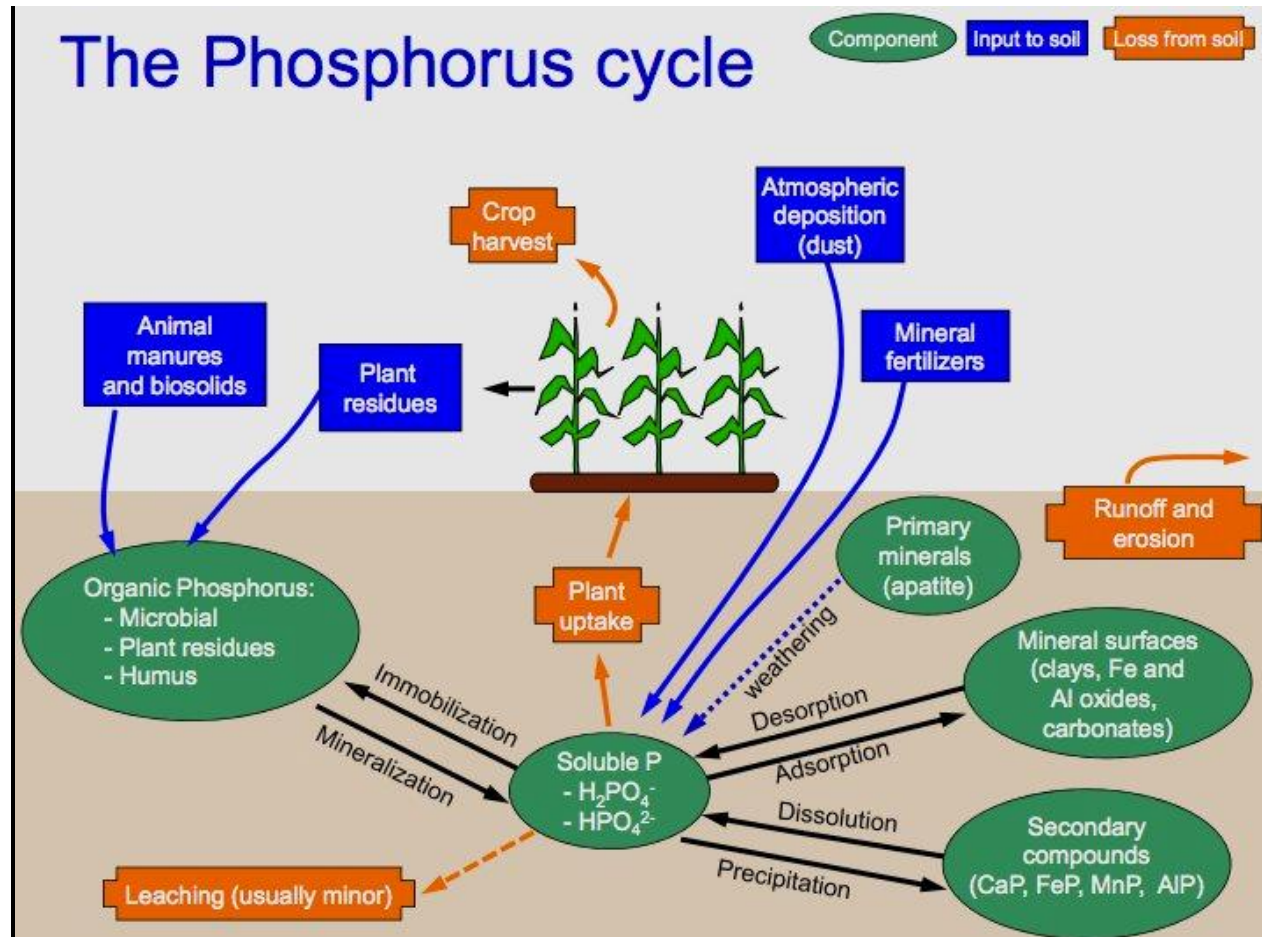 The Phosphorus cycle
Component
Input to soil
Loss from soil
Atmospheric
deposition
(dust)
Crop
harvest
Animal
manures
and biosolids
Plant
residues
Mineral
fertilizers
Runoff and
erosion
Primary
minerals
(apatite)
Organic Phosphorus:
- Microbial
- Plant residues
- Humus
Plant
uptake
weathering
Mineral surfaces
(clays, Fe and
Al oxides,
carbonates)
Immobilization
Mineralization
Desorption
Adsorption
Soluble P
- H₂PO₄⁻
- HPO₄²⁻
Dissolution
Precipitation
Secondary
compounds
(CaP, FeP, MnP, AlP)
Leaching (usually minor)